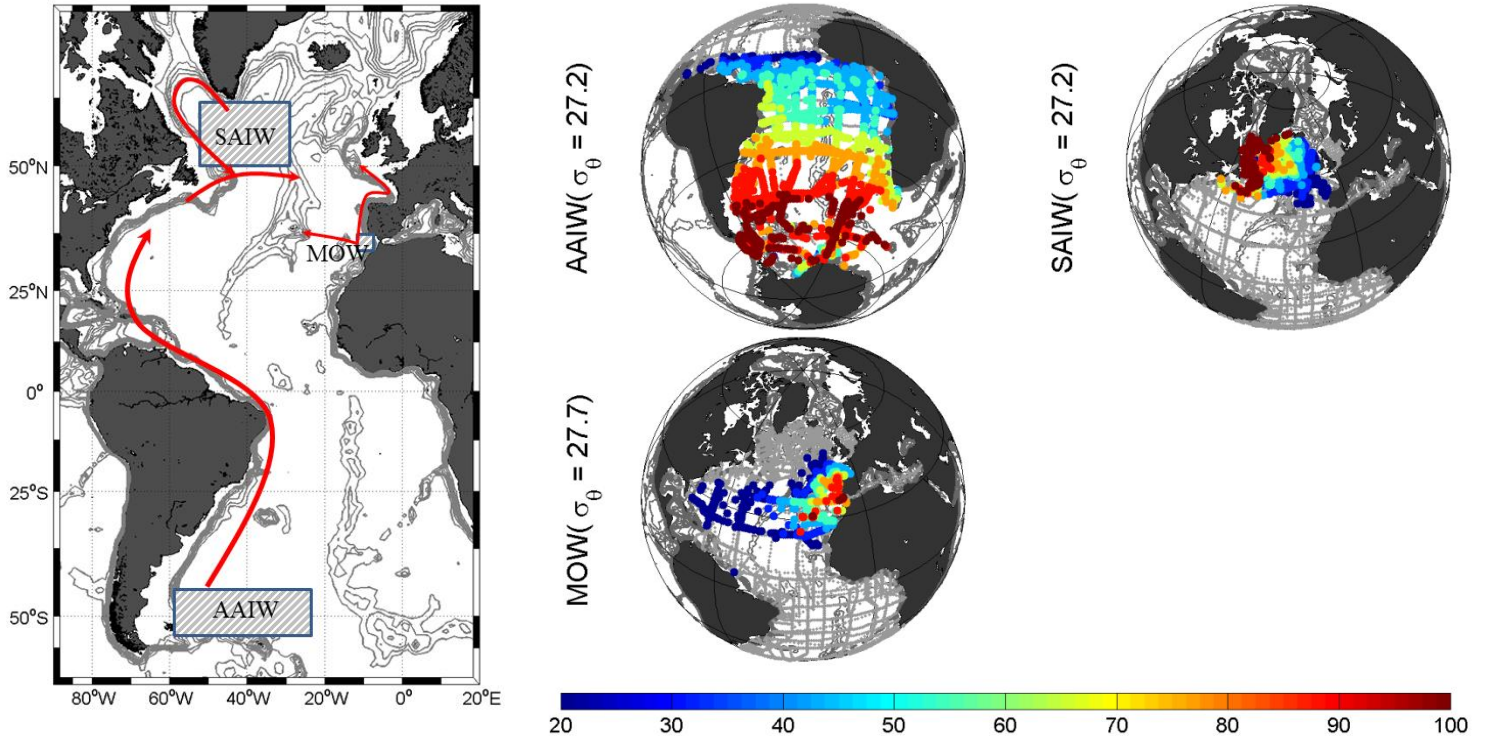 SAIW
MOW
AAIW
50°N
25°N
0°
25°S
50°S
80°W 60°W 40°W 20°W 0° 20°E
AAIW( σθ = 27.2)
SAIW( σθ = 27.2)
MOW( σθ = 27.7)
20 30 40 50 60 70 80 90 100